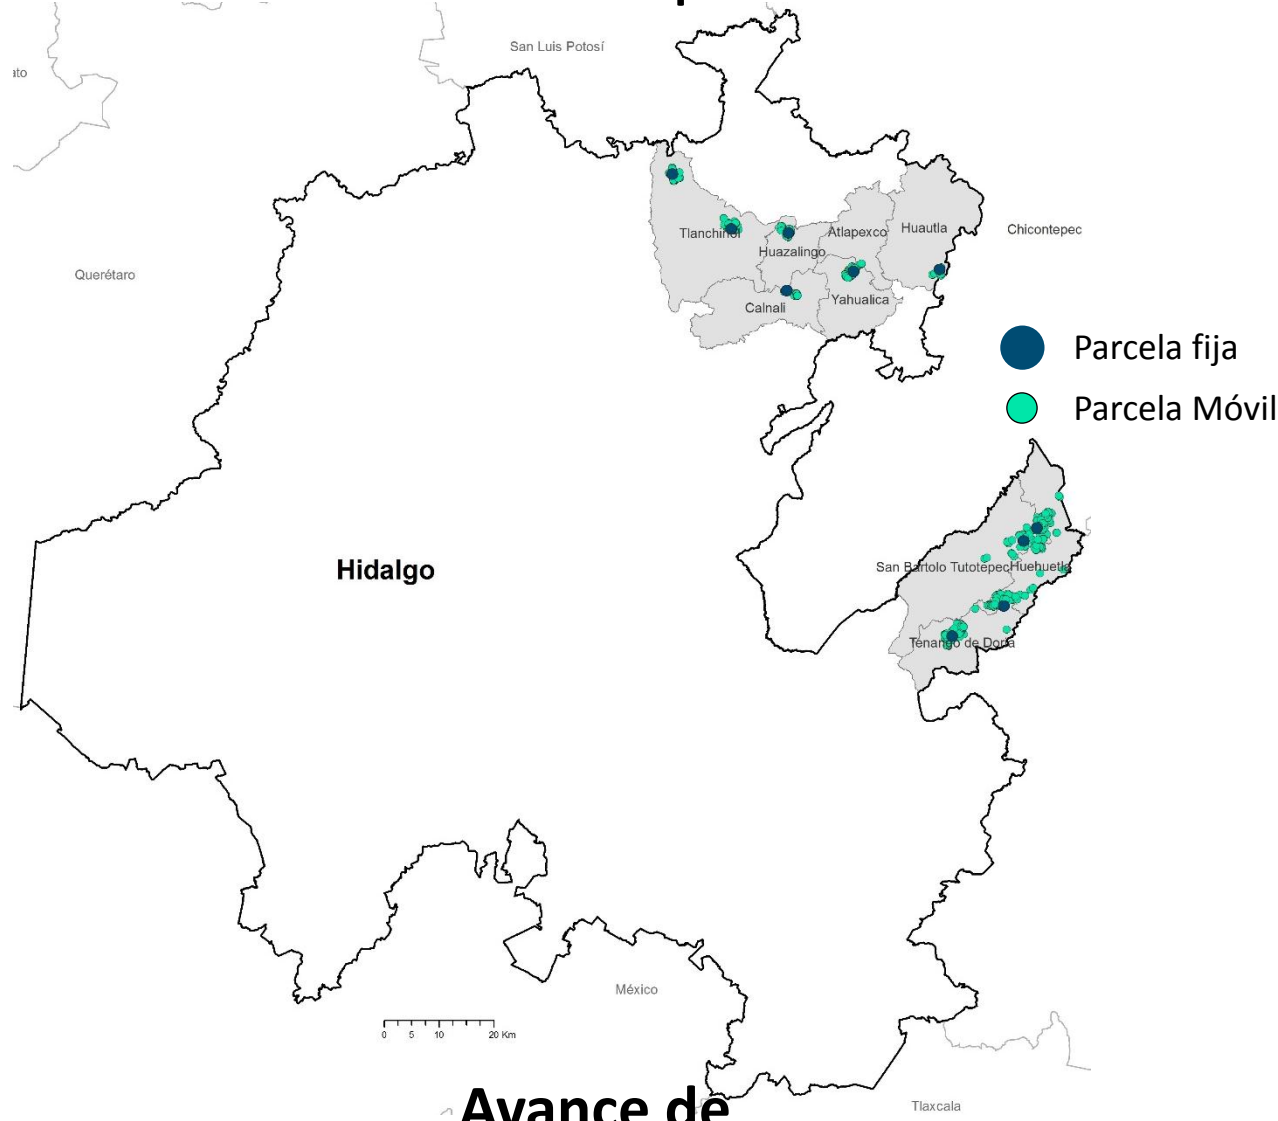 San Luis Potosí
ato
Tlanchinol
Huazalingo
Atlapexco
Huautla
Chicontepec
Querétaro
Calnali
Yahualica
Parcela fija
Parcela Móvil
Hidalgo
San Bartolo Tutotepec
Huehuetla
Tenango de Doria
México
0 5 10 20 Km
Avance de
Tlaxcala